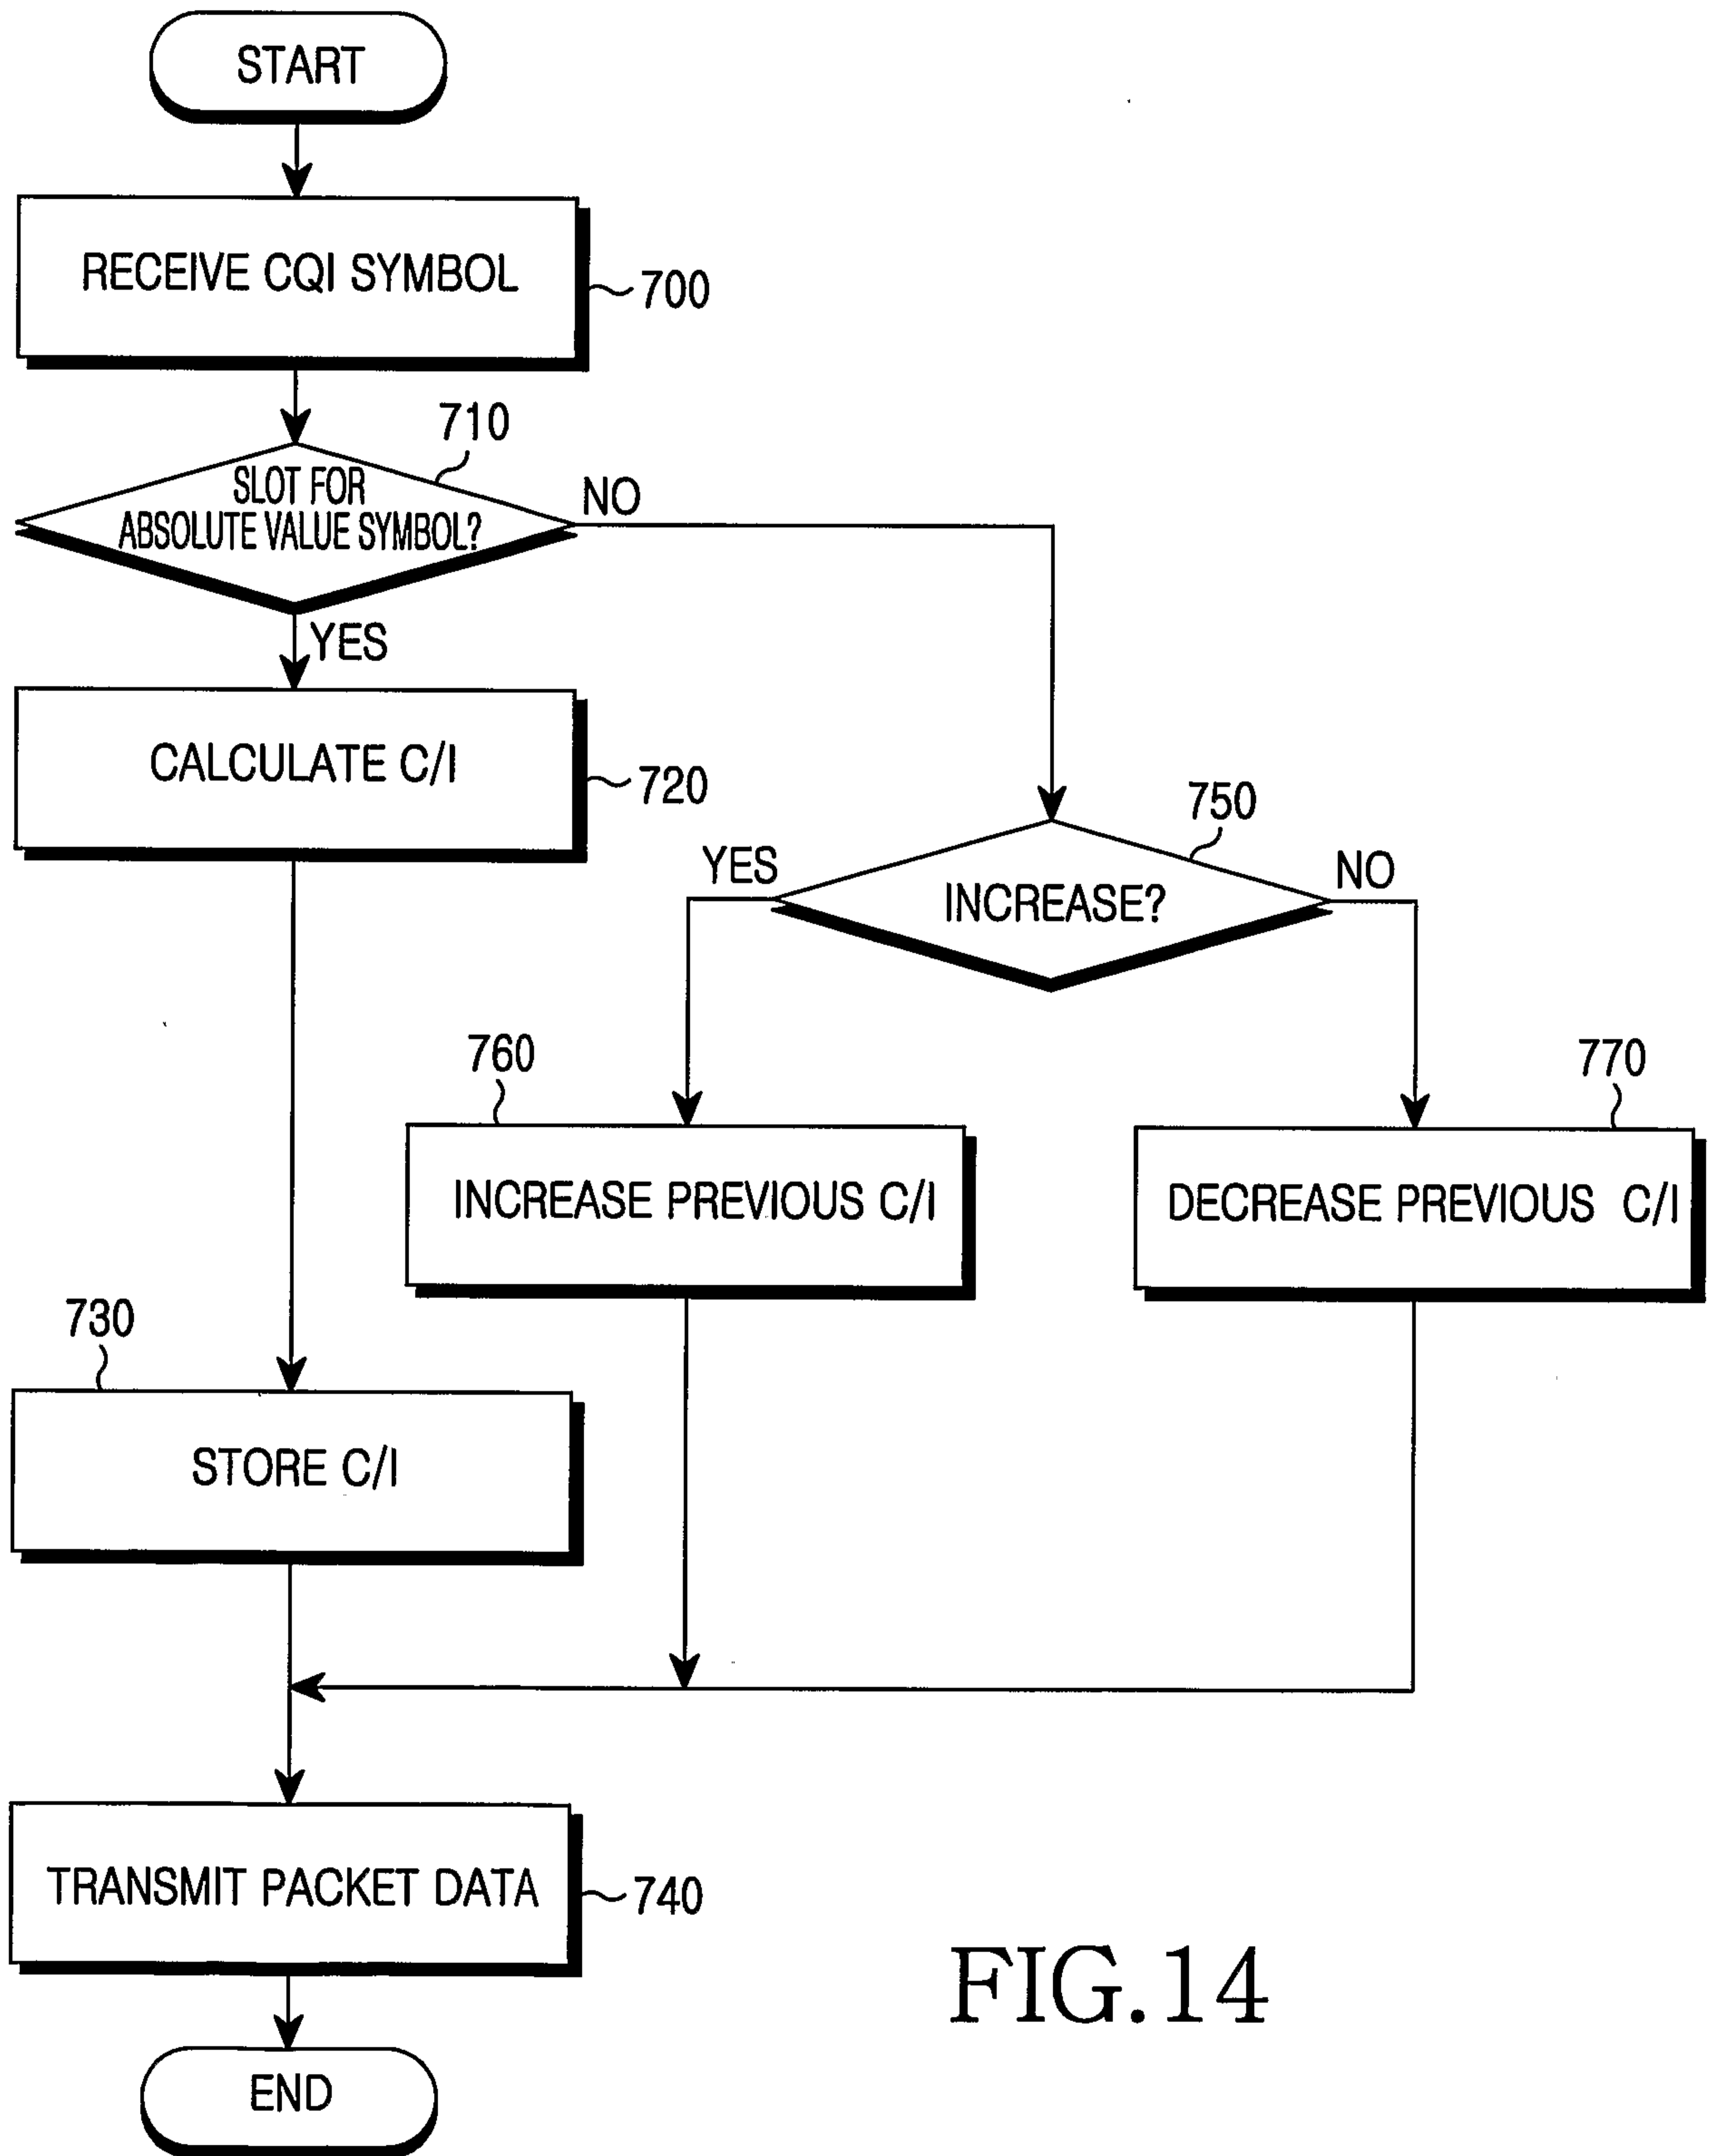 START
RECEIVE CQI SYMBOL
700
710
SLOT FOR
ABSOLUTE VALUE SYMBOL?
NO
YES
CALCULATE C/I
720
750
YES
INCREASE?
NO
760
INCREASE PREVIOUS C/I
770
DECREASE PREVIOUS C/I
730
STORE C/I
TRANSMIT PACKET DATA
740
END
FIG.14